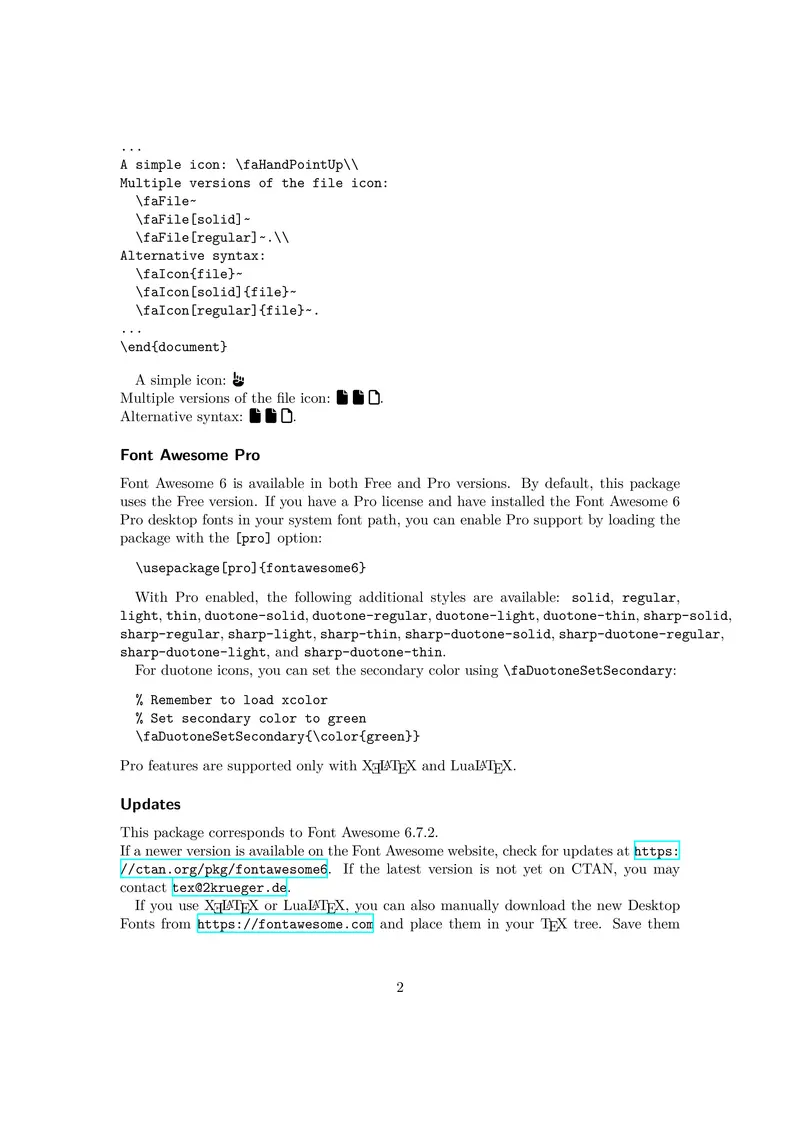 ...
A simple icon: \faHandPointUp\\
Multiple versions of the file icon:
\faFile~
\faFile[solid]~
\faFile[regular]~.\\
Alternative syntax:
\faIcon{file}~
\faIcon[solid]{file}~
\faIcon[regular]{file}~.
...
\end{document}
A simple icon:
Multiple versions of the file icon: .
Alternative syntax: .
Font Awesome Pro
Font Awesome 6 is available in both Free and Pro versions. By default, this package
uses the Free version. If you have a Pro license and have installed the Font Awesome 6
Pro desktop fonts in your system font path, you can enable Pro support by loading the
package with the [pro] option:
\usepackage[pro]{fontawesome6}
With Pro enabled, the following additional styles are available: solid, regular,
light, thin, duotone-solid, duotone-regular, duotone-light, duotone-thin, sharp-solid,
sharp-regular, sharp-light, sharp-thin, sharp-duotone-solid, sharp-duotone-regular,
sharp-duotone-light, and sharp-duotone-thin.
For duotone icons, you can set the secondary color using \faDuotoneSetSecondary:
% Remember to load xcolor
% Set secondary color to green
\faDuotoneSetSecondary{\color{green}}
Pro features are supported only with XƎLATEX and LuaLATEX.
Updates
This package corresponds to Font Awesome 6.7.2.
If a newer version is available on the Font Awesome website, check for updates at https:
//ctan.org/pkg/fontawesome6. If the latest version is not yet on CTAN, you may
contact tex@2krueger.de.
If you use XƎLATEX or LuaLATEX, you can also manually download the new Desktop
Fonts from https://fontawesome.com and place them in your TEX tree. Save them
2